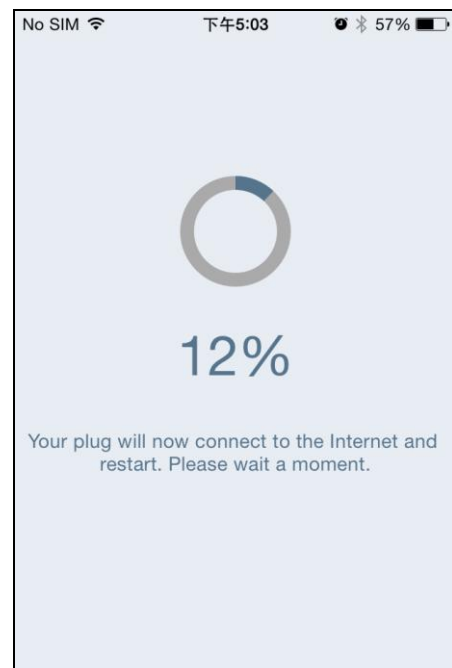 No SIM 下午5:03 57%
12%
Your plug will now connect to the Internet and
restart. Please wait a moment.